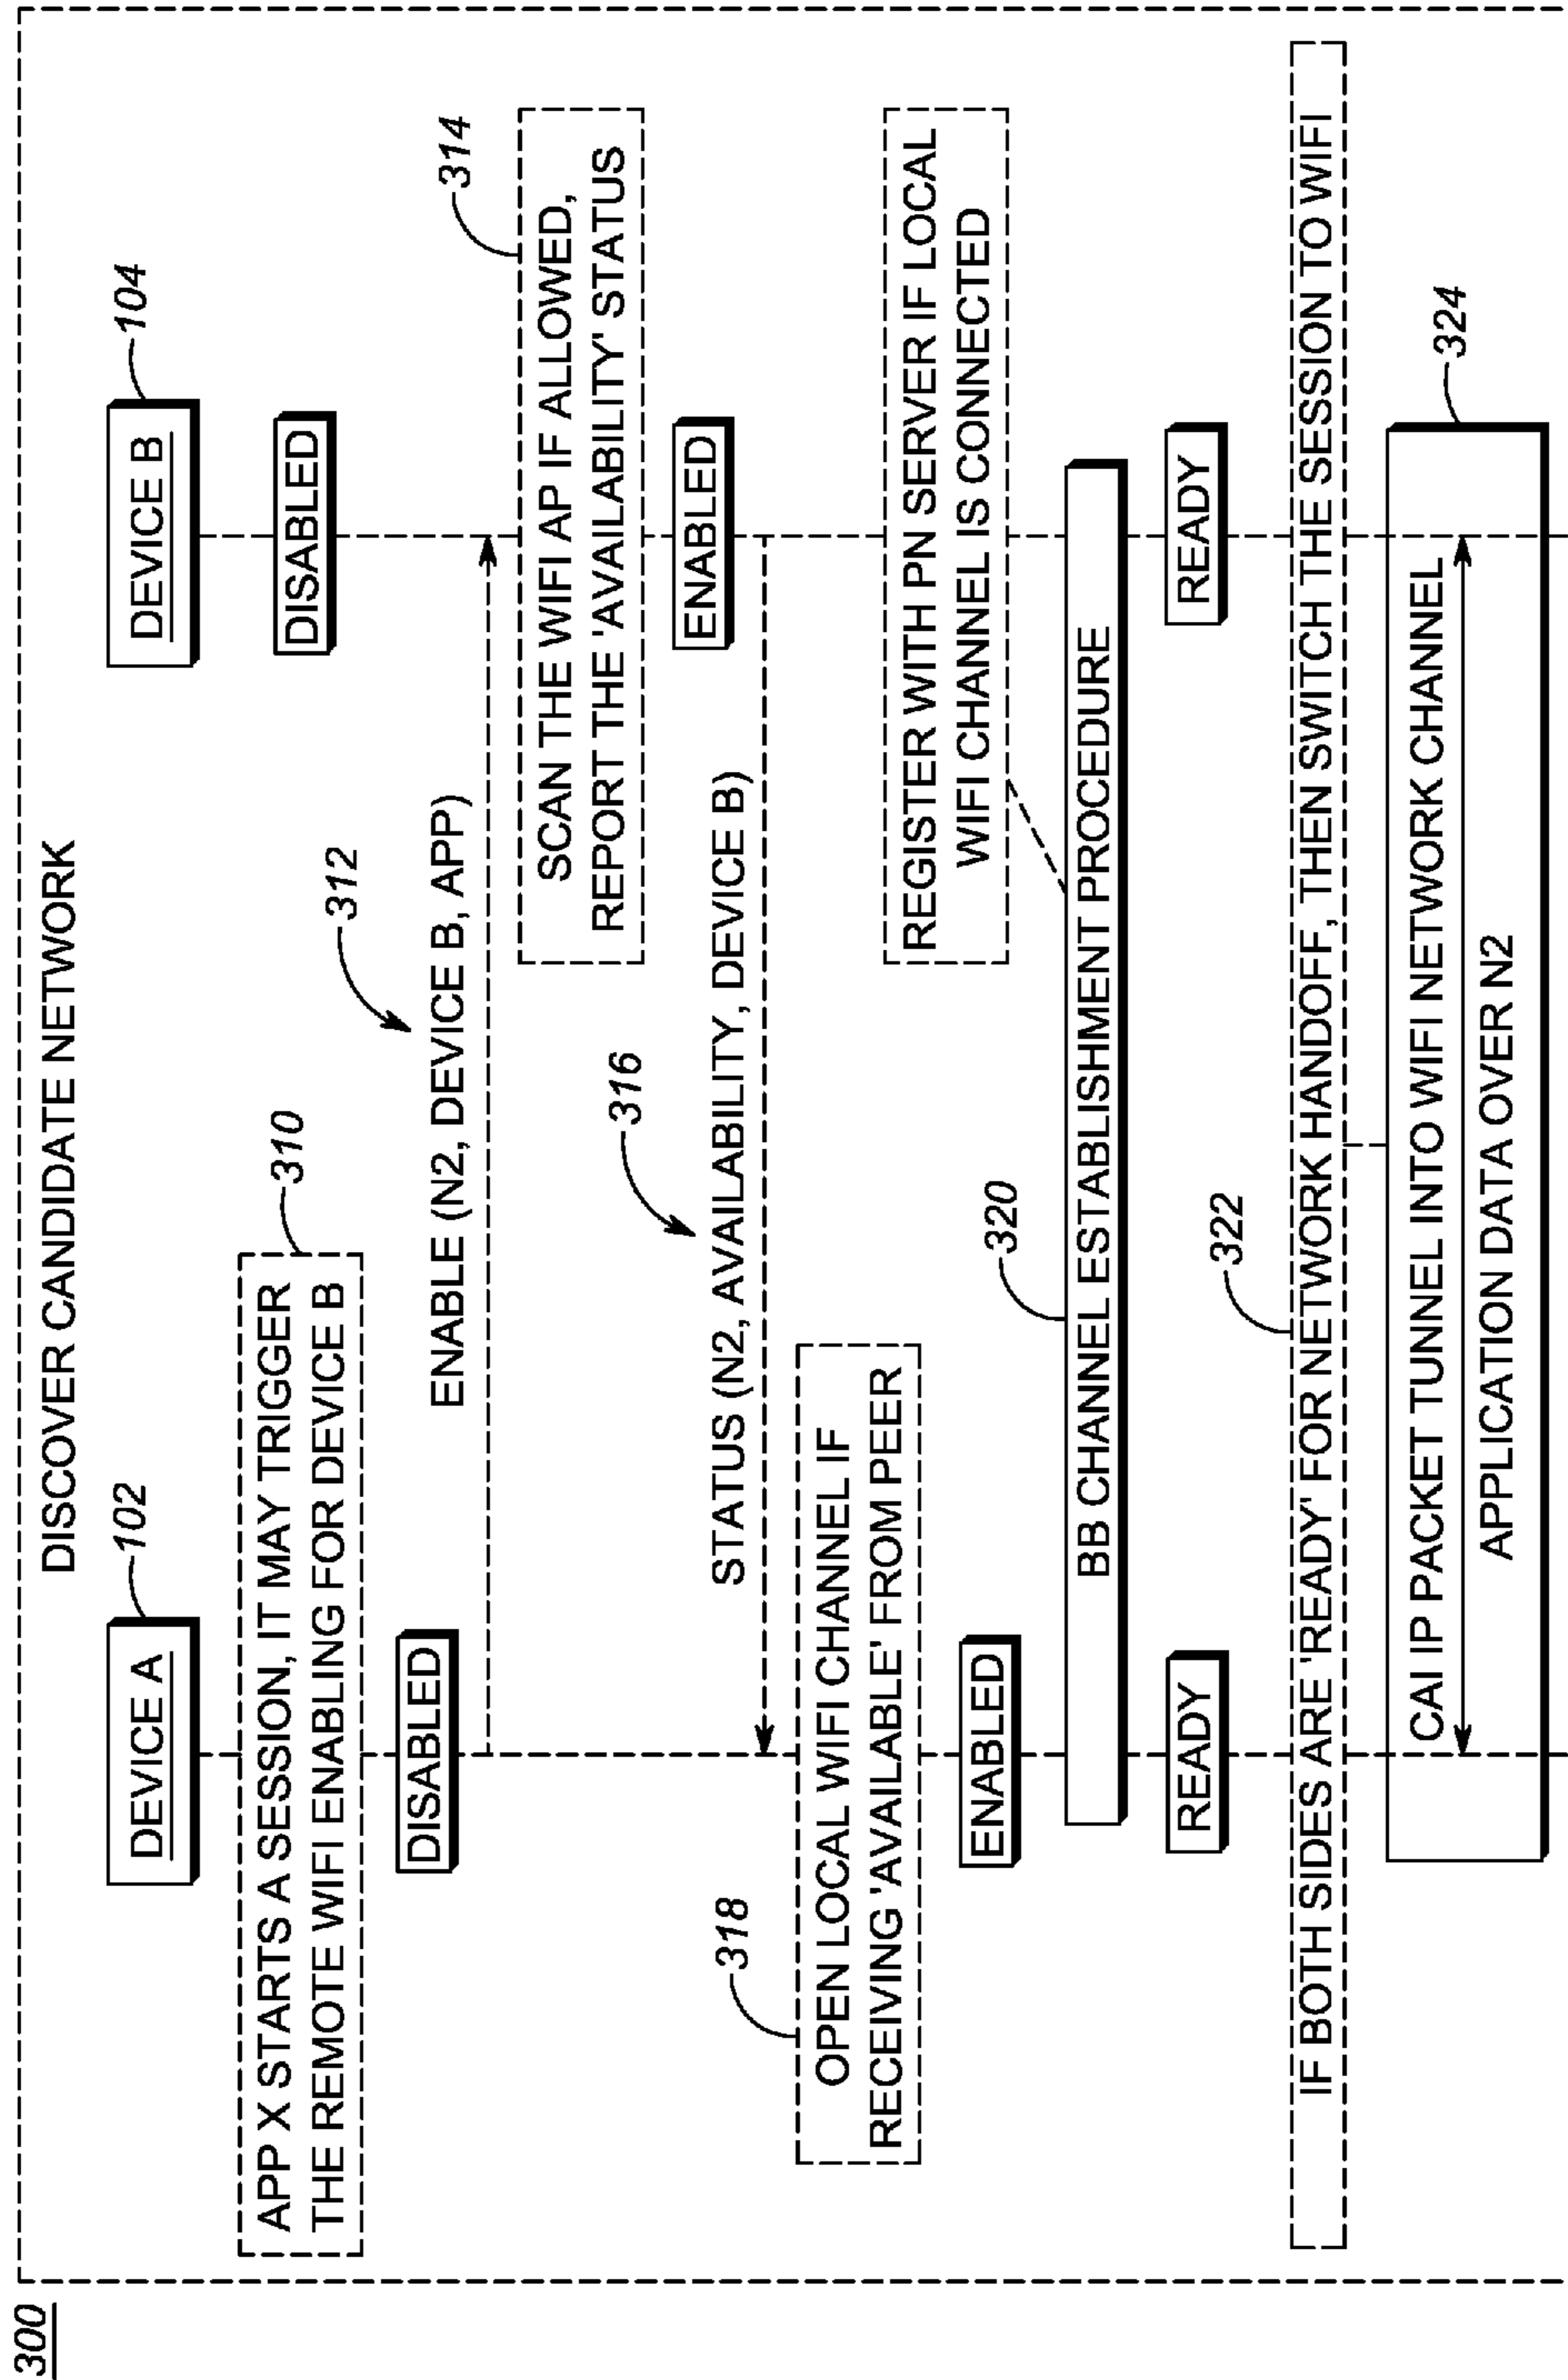 300
DISCOVER CANDIDATE NETWORK
DEVICE A
102
DEVICE B
104
APP X STARTS A SESSION, IT MAY TRIGGER
THE REMOTE WIFI ENABLING FOR DEVICE B
310
DISABLED
DISABLED
312
ENABLE (N2, DEVICE B, APP)
314
SCAN THE WIFI AP IF ALLOWED,
REPORT THE 'AVAILABILITY' STATUS
ENABLED
316
STATUS (N2, AVAILABILITY, DEVICE B)
318
OPEN LOCAL WIFI CHANNEL IF
RECEIVING 'AVAILABLE' FROM PEER
REGISTER WITH PN SERVER IF LOCAL
WIFI CHANNEL IS CONNECTED
ENABLED
320
BB CHANNEL ESTABLISHMENT PROCEDURE
READY
READY
322
IF BOTH SIDES ARE 'READY' FOR NETWORK HANDOFF, THEN SWITCH THE SESSION TO WIFI
324
CAI IP PACKET TUNNEL INTO WIFI NETWORK CHANNEL
APPLICATION DATA OVER N2